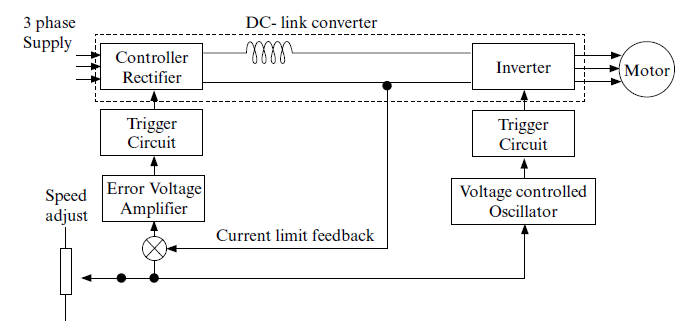 3 phase
Supply
DC- link converter
Controller
Rectifier
Inverter
Motor
Trigger
Circuit
Trigger
Circuit
Speed
adjust
Error Voltage
Amplifier
Voltage controlled
Oscillator
Current limit feedback